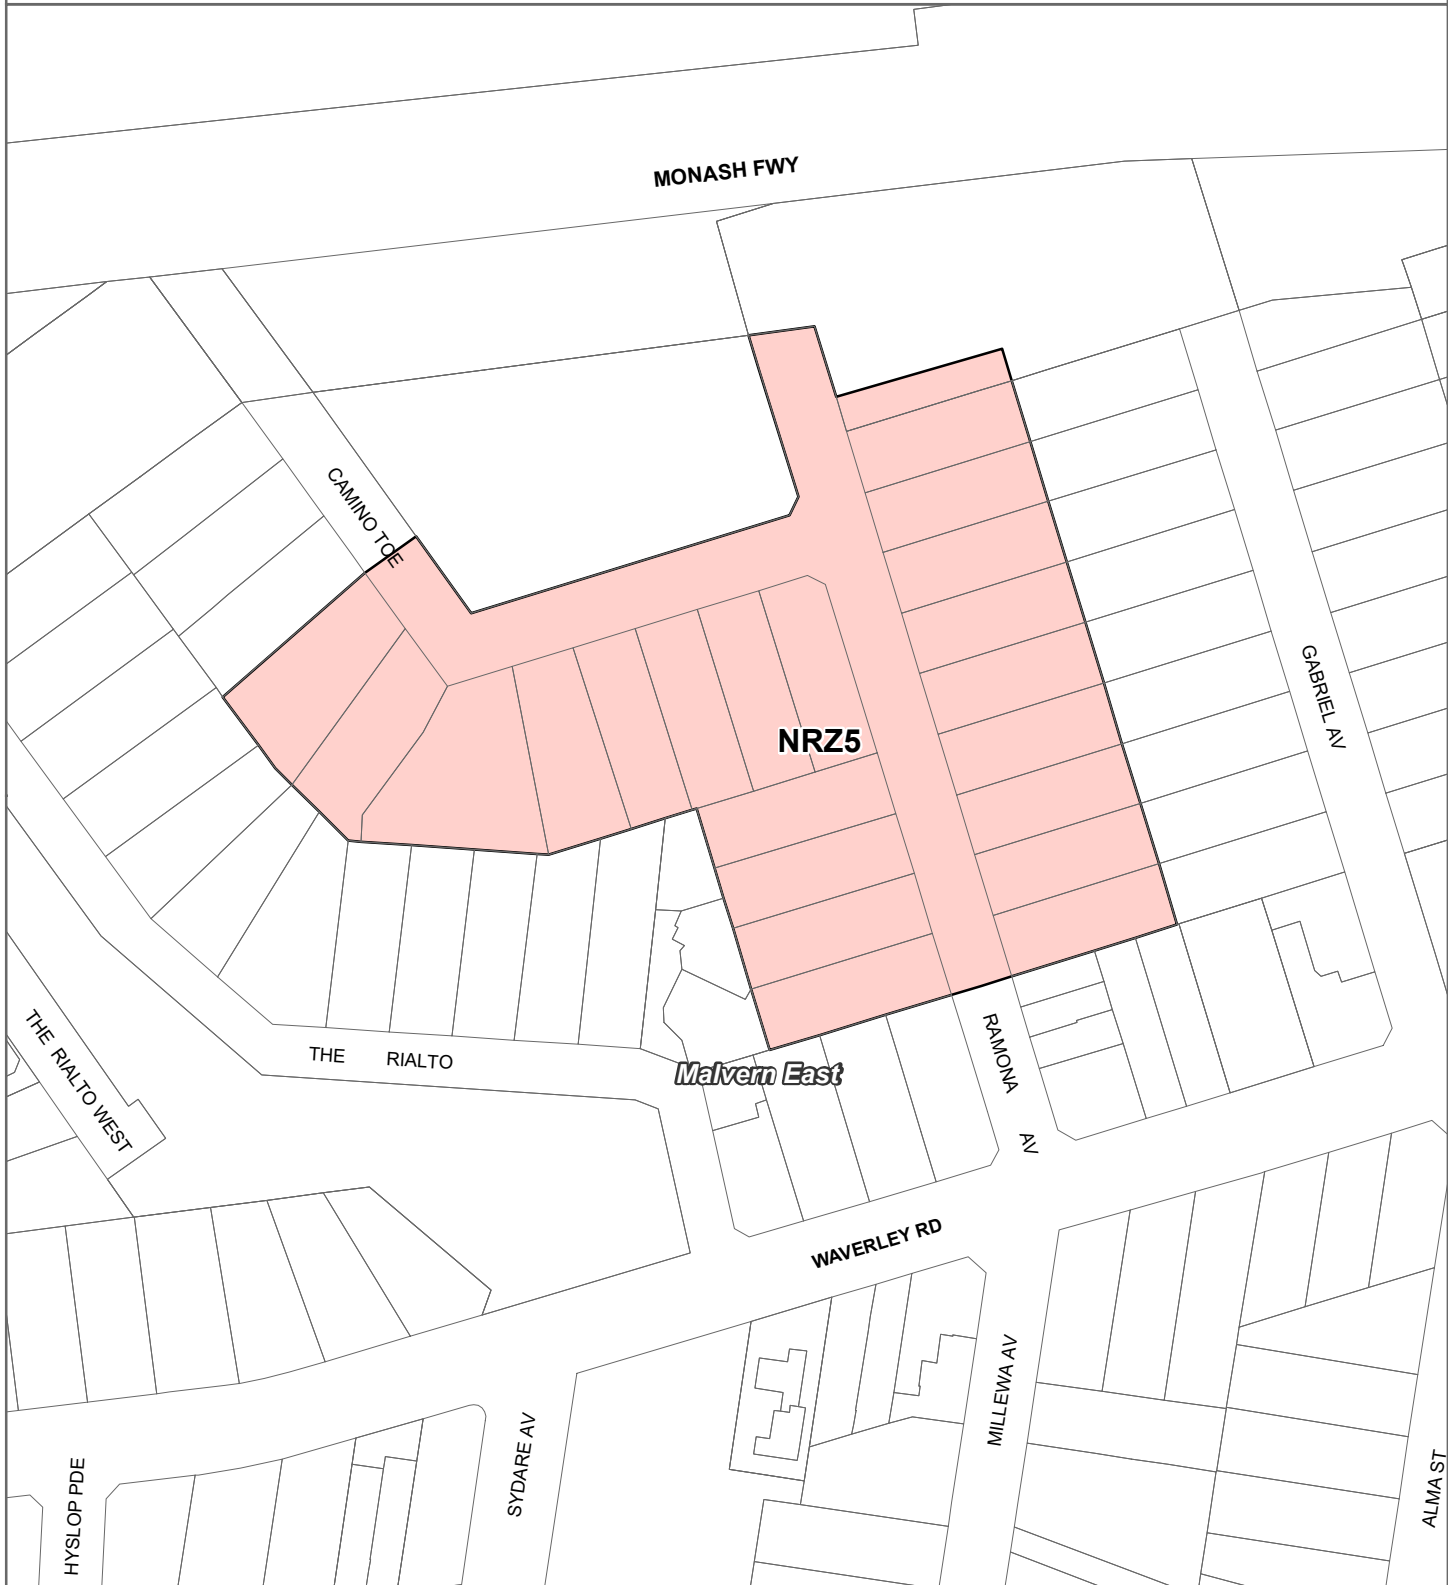 MONASH FWY
CAMINO TCE
NRZ5
GABRIEL AV
THE RIALTO WEST
THE RIALTO
RAMONA AV
Malvern East
WAVERLEY RD
MILLEWA AV
SYDARE AV
HYSLOP PDE
ALMA ST